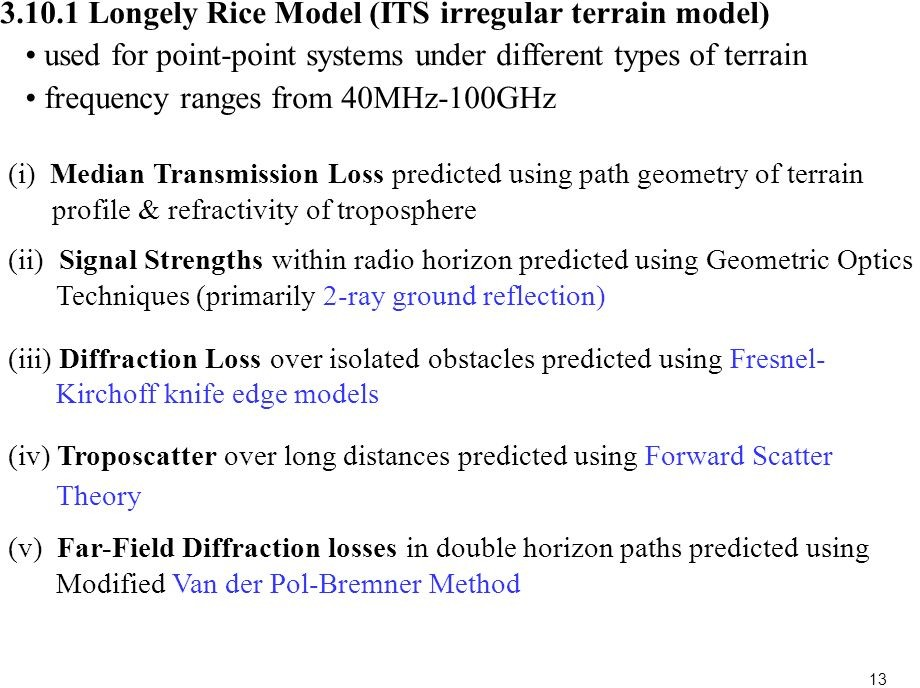 3.10.1 Longely Rice Model (ITS irregular terrain model)
• used for point-point systems under different types of terrain
• frequency ranges from 40MHz-100GHz
(i) Median Transmission Loss predicted using path geometry of terrain
profile & refractivity of troposphere
(ii) Signal Strengths within radio horizon predicted using Geometric Optics
Techniques (primarily 2-ray ground reflection)
(iii) Diffraction Loss over isolated obstacles predicted using Fresnel-
Kirchoff knife edge models
(iv) Troposcatter over long distances predicted using Forward Scatter
Theory
(v) Far-Field Diffraction losses in double horizon paths predicted using
Modified Van der Pol-Bremner Method
13